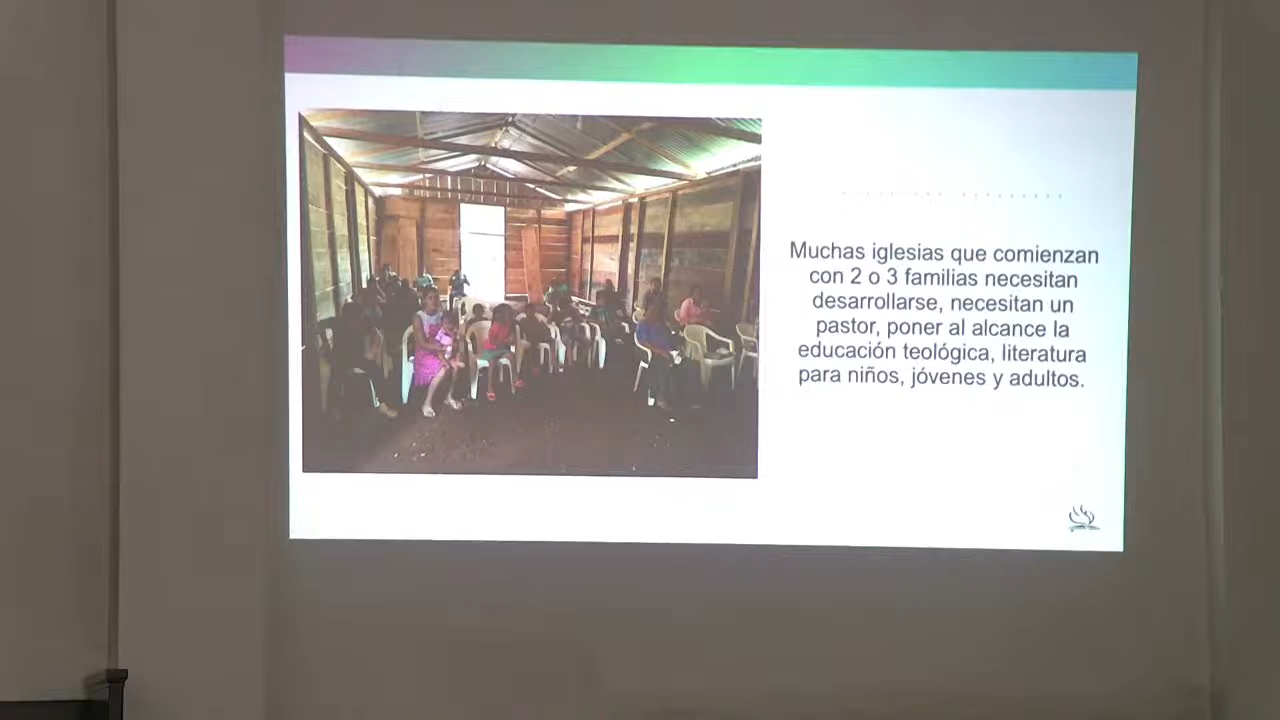 Muchas iglesias que comienzan
con 2 o 3 familias necesitan
desarrollarse, necesitan un
pastor, poner al alcance la
educación teológica, literatura
para niños, jóvenes y adultos.